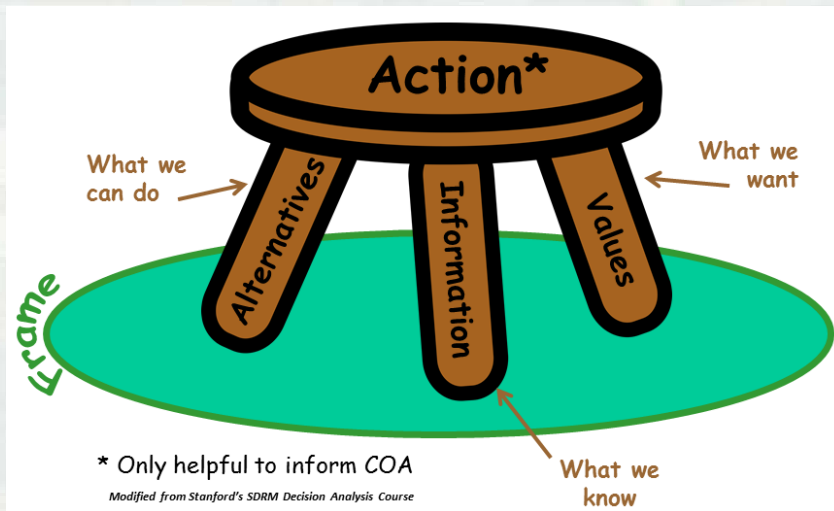 Action*
What we
can do
What we
want
Alternatives
Information
Values
Frame
* Only helpful to inform COA
What we
know
Modified from Stanford's SDRM Decision Analysis Course